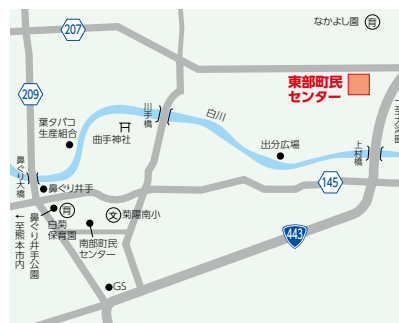 なかよし園 育
207
東部町民
センター
209
葉タバコ
生産組合
曲手神社
川手橋
白川
出分広場
上村橋
鼻ぐり大橋
鼻ぐり井手
145
育
白菊
保育園
文 菊陽南小
鼻ぐり井手公園
←至熊本市内
南部町民
センター
443
GS